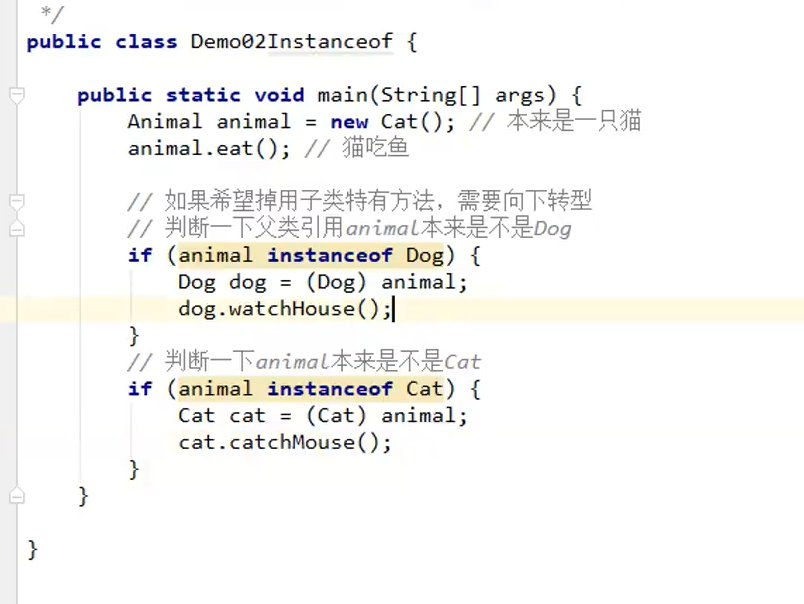 */
public class Demo02Instanceof {
public static void main(String[] args) {
Animal animal = new Cat(); // 本来是一只猫
animal.eat(); // 猫吃鱼
// 如果希望掉用子类特有方法，需要向下转型
// 判断一下父类引用animal本来是不是Dog
if (animal instanceof Dog) {
Dog dog = (Dog) animal;
dog.watchHouse();
}
// 判断一下animal本来是不是Cat
if (animal instanceof Cat) {
Cat cat = (Cat) animal;
cat.catchMouse();
}
}
}